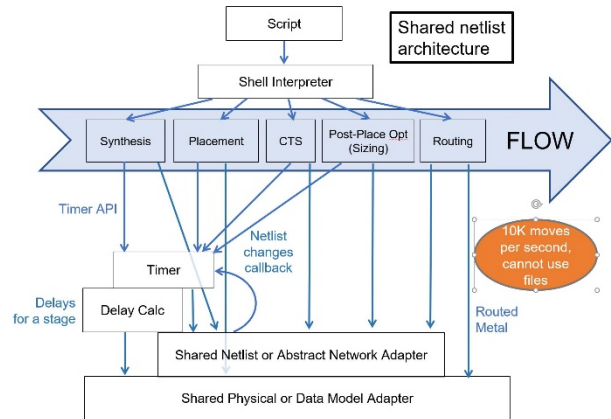 Script
Shared netlist
architecture
Shell Interpreter
Synthesis
Placement
CTS
Post-Place Opt
(Sizing)
Routing
FLOW
Timer API
Netlist
changes
callback
10K moves
per second,
cannot use
files
Timer
Delays
for a stage
Delay Calc
Routed
Metal
Shared Netlist or Abstract Network Adapter
Shared Physical or Data Model Adapter